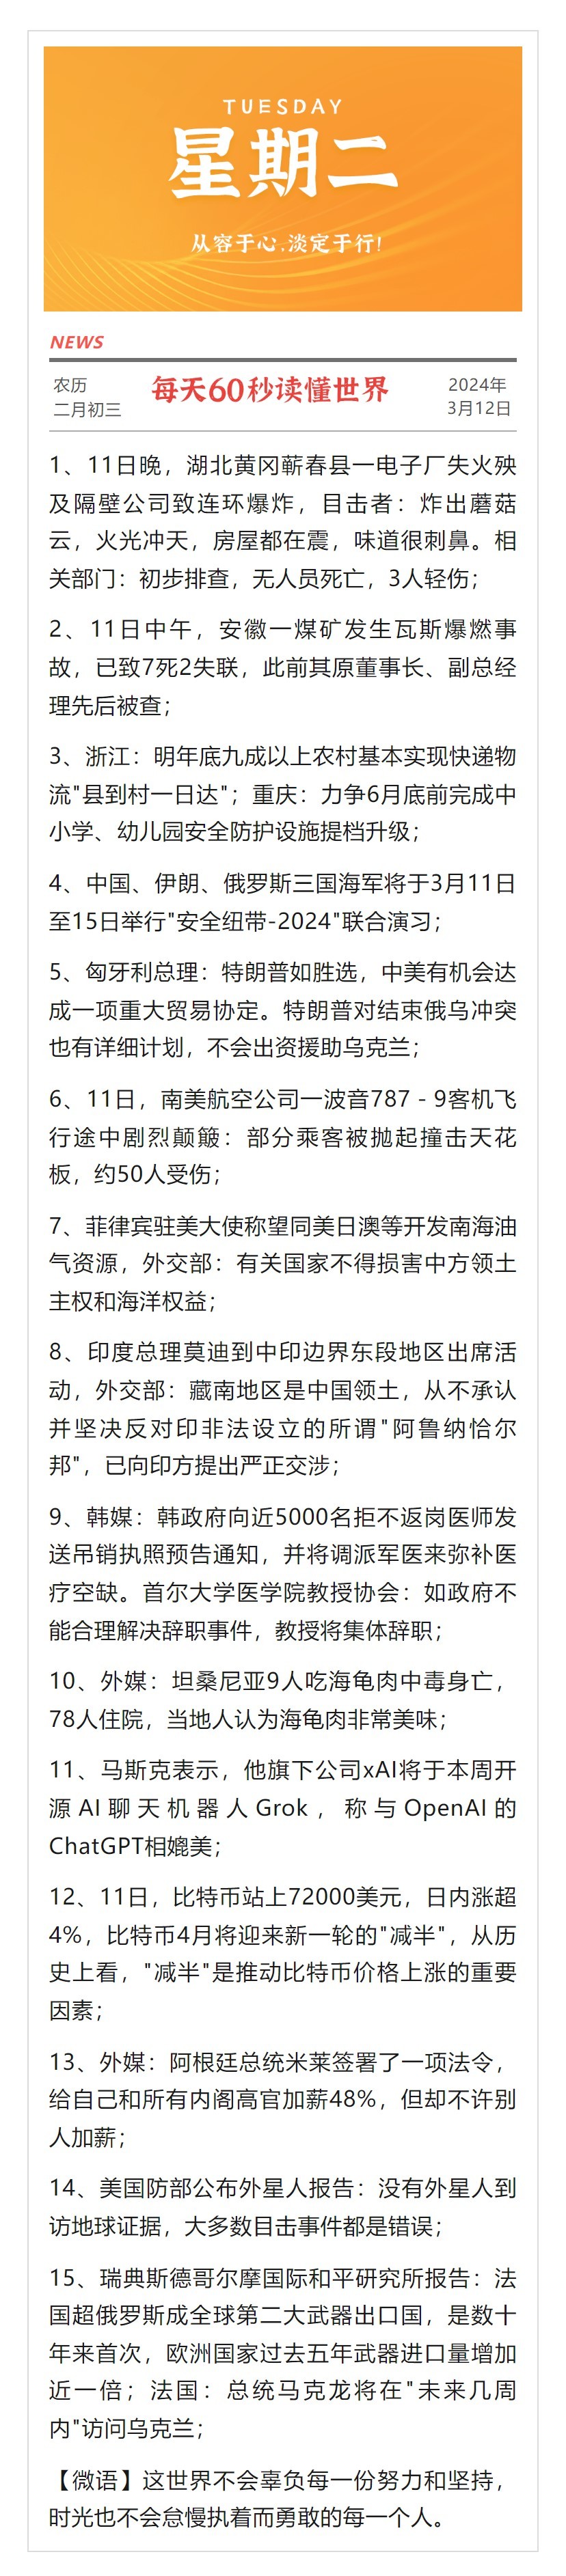 TUESDAY
星期二
从容于心,淡定于行!
NEWS
农历
二月初三
每天60秒读懂世界
2024年
3月12日
1、11日晚，湖北黄冈蕲春县一电子厂失火殃
及隔壁公司致连环爆炸，目击者：炸出蘑菇
云，火光冲天，房屋都在震，味道很刺鼻。相
关部门：初步排查，无人员死亡，3人轻伤；
2、11日中午，安徽一煤矿发生瓦斯爆燃事
故，已致7死2失联，此前其原董事长、副总经
理先后被查；
3、浙江：明年底九成以上农村基本实现快递物
流"县到村一日达"；重庆：力争6月底前完成中
小学、幼儿园安全防护设施提档升级；
4、中国、伊朗、俄罗斯三国海军将于3月11日
至15日举行"安全纽带-2024"联合演习；
5、匈牙利总理：特朗普如胜选，中美有机会达
成一项重大贸易协定。特朗普对结束俄乌冲突
也有详细计划，不会出资援助乌克兰；
6、11日，南美航空公司一波音787－9客机飞
行途中剧烈颠簸：部分乘客被抛起撞击天花
板，约50人受伤；
7、菲律宾驻美大使称望同美日澳等开发南海油
气资源，外交部：有关国家不得损害中方领土
主权和海洋权益；
8、印度总理莫迪到中印边界东段地区出席活
动，外交部：藏南地区是中国领土，从不承认
并坚决反对印非法设立的所谓"阿鲁纳恰尔
邦"，已向印方提出严正交涉；
9、韩媒：韩政府向近5000名拒不返岗医师发
送吊销执照预告通知，并将调派军医来弥补医
疗空缺。首尔大学医学院教授协会：如政府不
能合理解决辞职事件，教授将集体辞职；
10、外媒：坦桑尼亚9人吃海龟肉中毒身亡，
78人住院，当地人认为海龟肉非常美味；
11、马斯克表示，他旗下公司xAI将于本周开
源AI聊天机器人Grok，称与OpenAI的
ChatGPT相媲美；
12、11日，比特币站上72000美元，日内涨超
4%，比特币4月将迎来新一轮的"减半"，从历
史上看，"减半"是推动比特币价格上涨的重要
因素；
13、外媒：阿根廷总统米莱签署了一项法令，
给自己和所有内阁高官加薪48%，但却不许别
人加薪；
14、美国防部公布外星人报告：没有外星人到
访地球证据，大多数目击事件都是错误；
15、瑞典斯德哥尔摩国际和平研究所报告：法
国超俄罗斯成全球第二大武器出口国，是数十
年来首次，欧洲国家过去五年武器进口量增加
近一倍；法国：总统马克龙将在"未来几周
内"访问乌克兰；
【微语】这世界不会辜负每一份努力和坚持，
时光也不会怠慢执着而勇敢的每一个人。